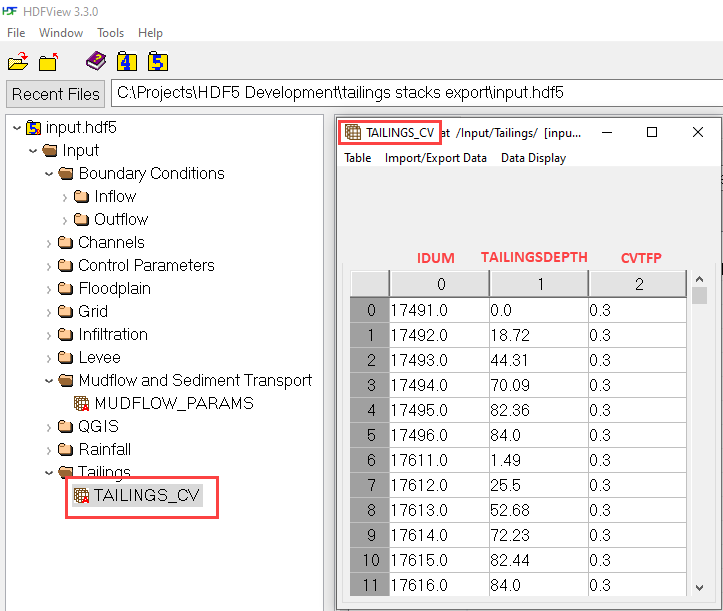 HDFView 3.3.0
File Window Tools Help
Recent Files C:\Projects\HDF5 Development\tailings stacks export\input.hdf5
input.hdf5
Input
Boundary Conditions
Inflow
Outflow
Channels
Control Parameters
Floodplain
Grid
Infiltration
Levee
Mudflow and Sediment Transport
MUDFLOW_PARAMS
QGIS
Rainfall
Tailings
TAILINGS_CV
TAILINGS_CV at /Input/Tailings/ [inpu...
Table Import/Export Data Data Display
IDUM TAILINGSDEPTH CVTFP
0 1 2
0 17491.0 0.0 0.3
1 17492.0 18.72 0.3
2 17493.0 44.31 0.3
3 17494.0 70.09 0.3
4 17495.0 82.36 0.3
5 17496.0 84.0 0.3
6 17611.0 1.49 0.3
7 17612.0 25.5 0.3
8 17613.0 52.68 0.3
9 17614.0 72.23 0.3
10 17615.0 82.44 0.3
11 17616.0 84.0 0.3